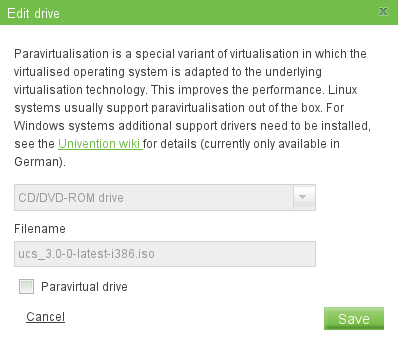 Edit drive
Paravirtualisation is a special variant of virtualisation in which the
virtualised operating system is adapted to the underlying
virtualisation technology. This improves the performance. Linux
systems usually support paravirtualisation out of the box. For
Windows systems additional support drivers need to be installed,
see the Univention wiki for details (currently only available in
German).
CD/DVD-ROM drive
Filename
ucs_3.0-0-latest-i386.iso
Paravirtual drive
Cancel
Save